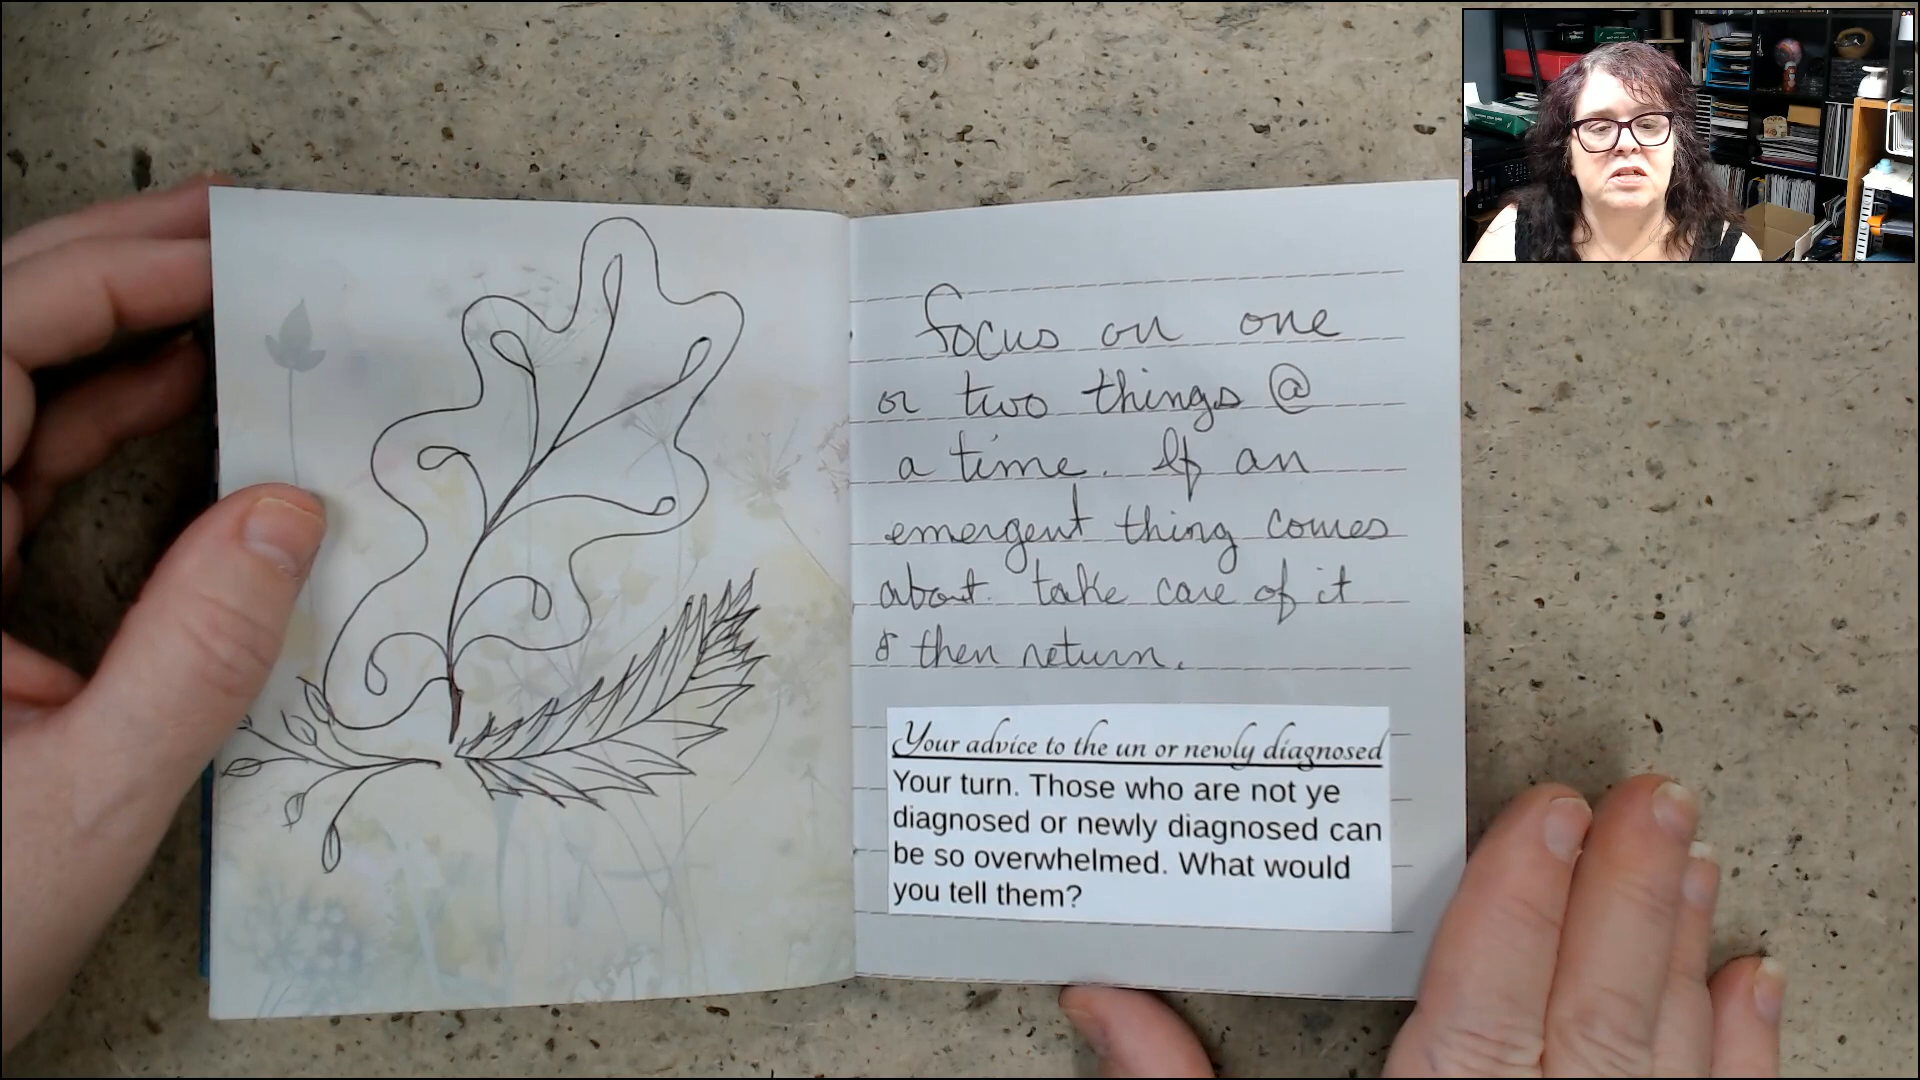 Focus on one
or two things @
a time. If an
emergent thing comes
about take care of it
& then return.
Your advice to the un or newly diagnosed
Your turn. Those who are not ye
diagnosed or newly diagnosed can
be so overwhelmed. What would
you tell them?